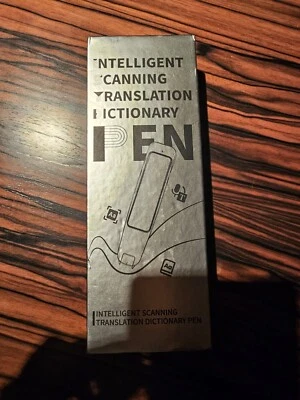 INTELLIGENT
SCANNING
TRANSLATION
DICTIONARY
PEN
INTELLIGENT SCANNING
TRANSLATION DICTIONARY PEN